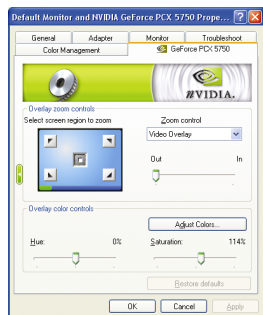 Default Monitor and NVIDIA GeForce PCX 5750 Prope...
General Adapter Monitor Troubleshoot
Color Management GeForce PCX 5750
nVIDIA.
Overlay zoom controls
Select screen region to zoom
Zoom control
Video Overlay
Out In
Overlay color controls
Adjust Colors...
Hue: 0% Saturation: 114%
Restore defaults
OK Cancel Apply